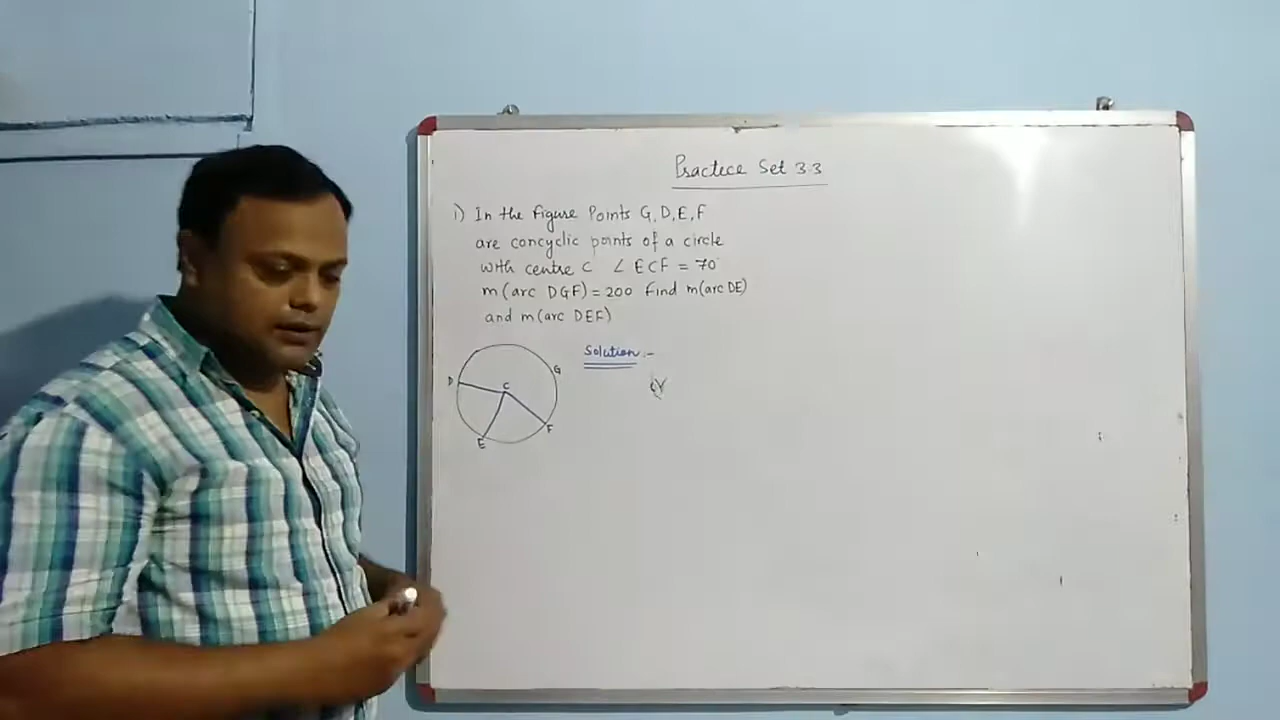 Practice Set 3.3
1) In the figure Points G, D, E, F
are concyclic points of a circle
with centre C ∠ ECF = 70°
m(arc DGF) = 200 find m(arc DE)
and m(arc DEF)
Solution :-
D
C
G
F
E